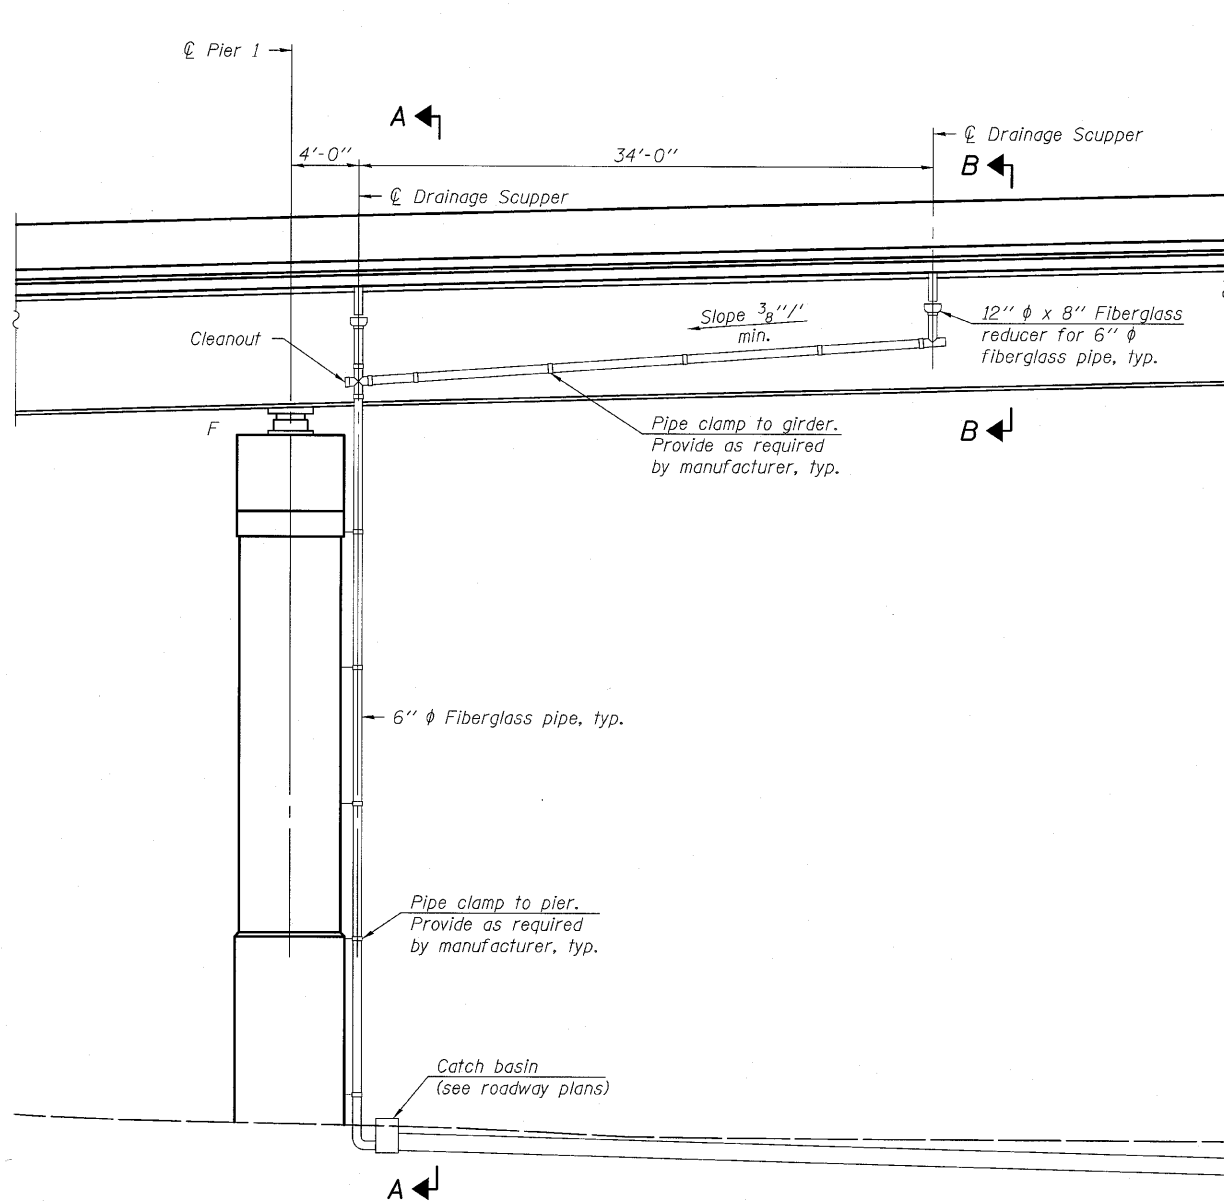 ℄ Pier 1
A
4'-0"
34'-0"
℄ Drainage Scupper
B
℄ Drainage Scupper
Slope 3/8"/'
min.
12" ϕ x 8" Fiberglass
reducer for 6" ϕ
fiberglass pipe, typ.
Cleanout
F
Pipe clamp to girder.
Provide as required
by manufacturer, typ.
B
6" ϕ Fiberglass pipe, typ.
Pipe clamp to pier.
Provide as required
by manufacturer, typ.
Catch basin
(see roadway plans)
A